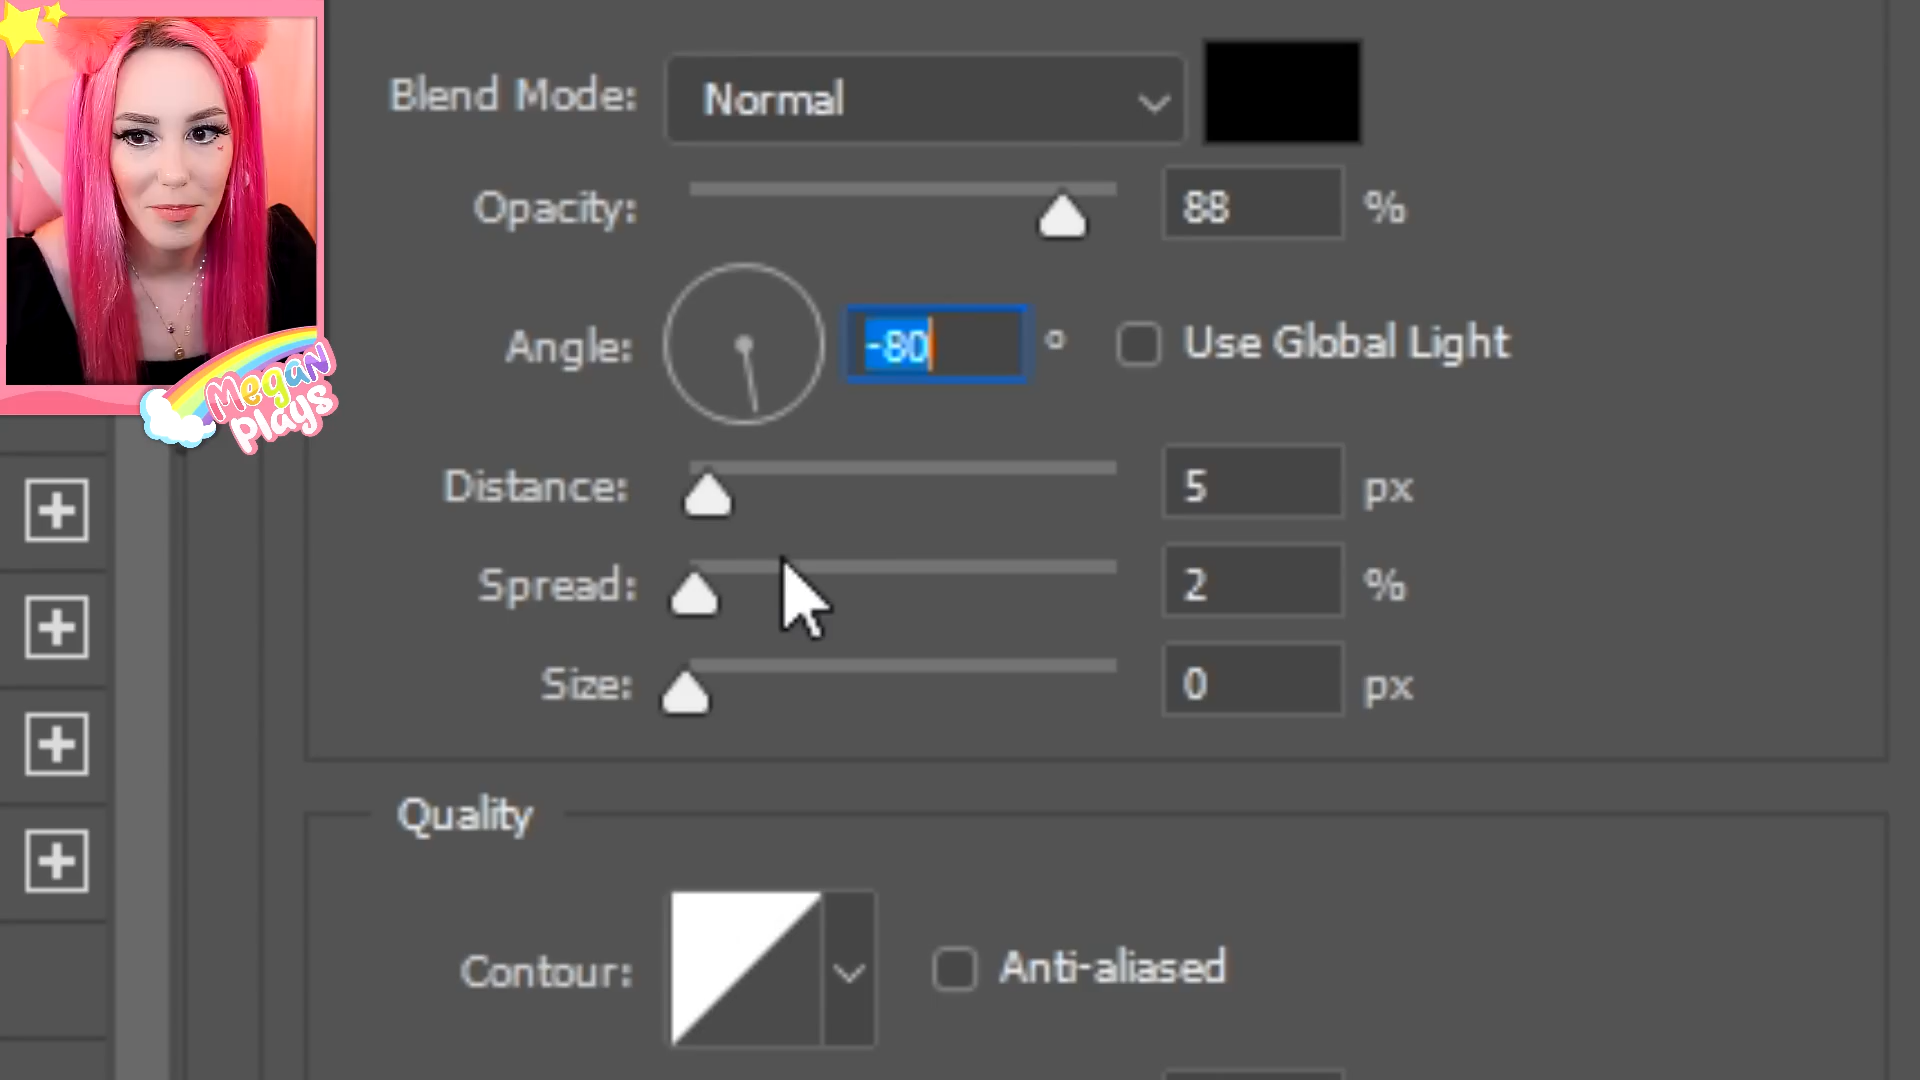 Blend Mode: Normal
Opacity: 88 %
Angle: -80 ° Use Global Light
Megan
Plays
Distance: 5 px
Spread: 2 %
Size: 0 px
Quality
Contour: Anti-aliased